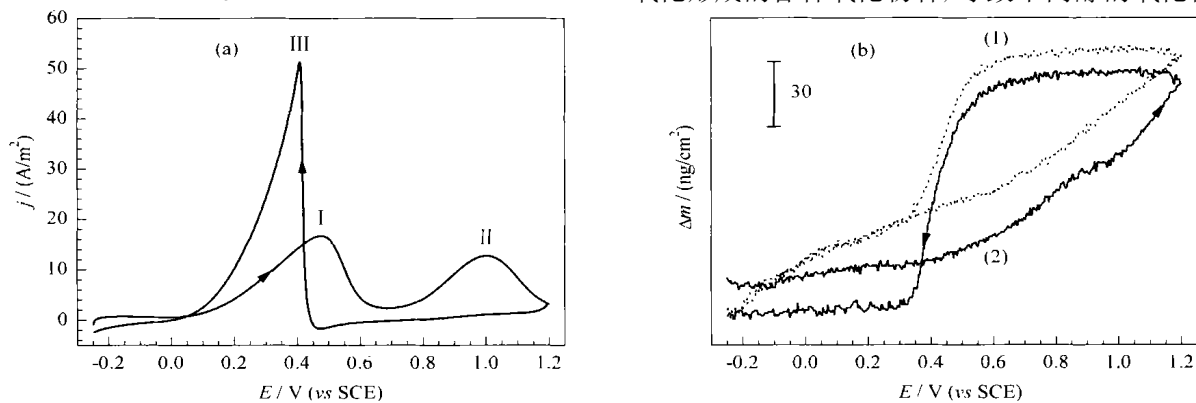 (a)
III
I
II
60
50
40
30
20
10
0
j / (A/m²)
-0.2 0.0 0.2 0.4 0.6 0.8 1.0 1.2
E / V (vs SCE)
(b)
(1)
30
(2)
Δm / (ng/cm²)
-0.2 0.0 0.2 0.4 0.6 0.8 1.0 1.2
E / V (vs SCE)